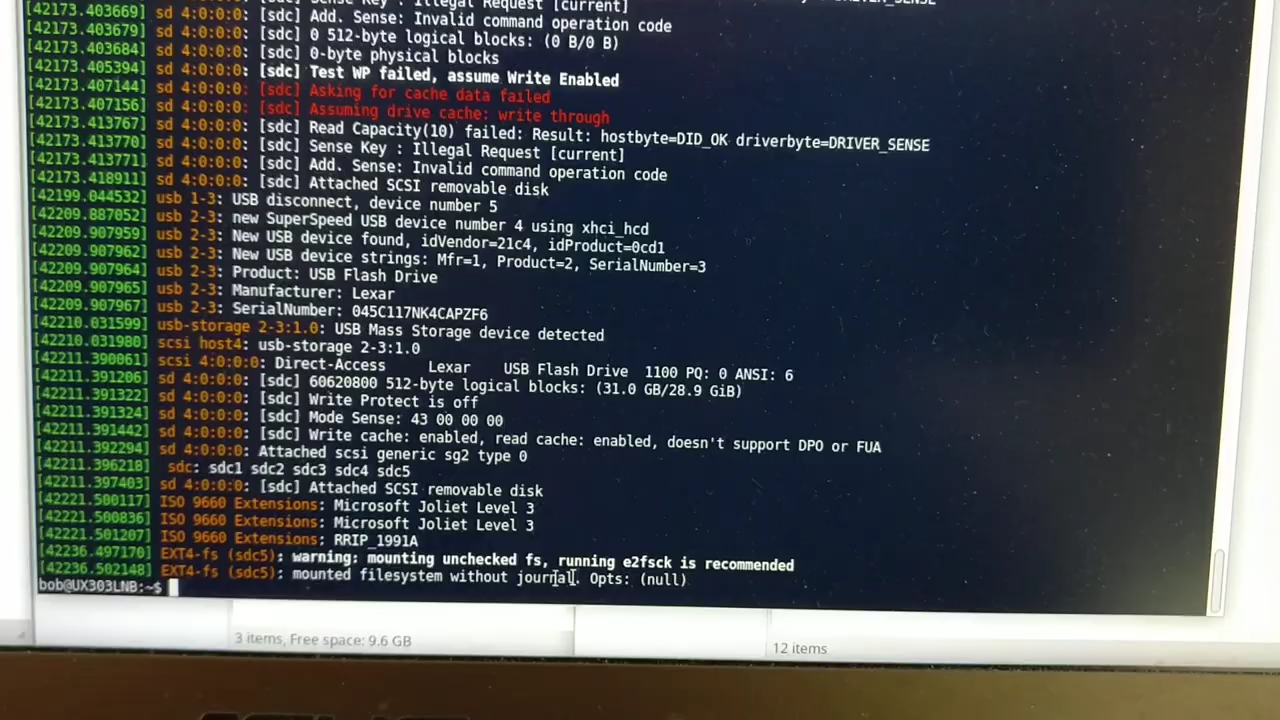 Sense Key : Illegal Request [current]
[42173.403669] sd 4:0:0:0: [sdc] Add. Sense: Invalid command operation code
[42173.403679] sd 4:0:0:0: [sdc] 0 512-byte logical blocks: (0 B/0 B)
[42173.403684] sd 4:0:0:0: [sdc] 0-byte physical blocks
[42173.405394] sd 4:0:0:0: [sdc] Test WP failed, assume Write Enabled
[42173.407144] sd 4:0:0:0: [sdc] Asking for cache data failed
[42173.407156] sd 4:0:0:0: [sdc] Assuming drive cache: write through
[42173.413767] sd 4:0:0:0: [sdc] Read Capacity(10) failed: Result: hostbyte=DID_OK driverbyte=DRIVER_SENSE
[42173.413770] sd 4:0:0:0: [sdc] Sense Key : Illegal Request [current]
[42173.413771] sd 4:0:0:0: [sdc] Add. Sense: Invalid command operation code
[42173.418911] sd 4:0:0:0: [sdc] Attached SCSI removable disk
[42199.044532] usb 1-3: USB disconnect, device number 5
[42209.887052] usb 2-3: new SuperSpeed USB device number 4 using xhci_hcd
[42209.907959] usb 2-3: New USB device found, idVendor=21c4, idProduct=0cd1
[42209.907962] usb 2-3: New USB device strings: Mfr=1, Product=2, SerialNumber=3
[42209.907964] usb 2-3: Product: USB Flash Drive
[42209.907965] usb 2-3: Manufacturer: Lexar
[42209.907967] usb 2-3: SerialNumber: 045C117NK4CAPZF6
[42210.031599] usb-storage 2-3:1.0: USB Mass Storage device detected
[42210.031980] scsi host4: usb-storage 2-3:1.0
[42211.390061] scsi 4:0:0:0: Direct-Access Lexar USB Flash Drive 1100 PQ: 0 ANSI: 6
[42211.391206] sd 4:0:0:0: [sdc] 60620800 512-byte logical blocks: (31.0 GB/28.9 GiB)
[42211.391322] sd 4:0:0:0: [sdc] Write Protect is off
[42211.391324] sd 4:0:0:0: [sdc] Mode Sense: 43 00 00 00
[42211.391442] sd 4:0:0:0: [sdc] Write cache: enabled, read cache: enabled, doesn't support DPO or FUA
[42211.392294] sd 4:0:0:0: Attached scsi generic sg2 type 0
[42211.396218] sdc: sdc1 sdc2 sdc3 sdc4 sdc5
[42211.397403] sd 4:0:0:0: [sdc] Attached SCSI removable disk
[42221.500117] ISO 9660 Extensions: Microsoft Joliet Level 3
[42221.500836] ISO 9660 Extensions: Microsoft Joliet Level 3
[42221.501207] ISO 9660 Extensions: RRIP_1991A
[42236.497170] EXT4-fs (sdc5): warning: mounting unchecked fs, running e2fsck is recommended
[42236.502148] EXT4-fs (sdc5): mounted filesystem without journal. Opts: (null)
bob@UX303LNB:~$
3 items, Free space: 9.6 GB
12 items